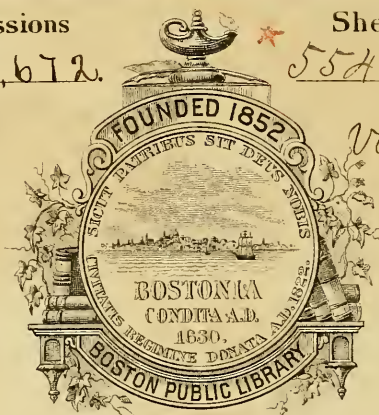 ssions She
,672. 554
FOUNDED 1852
SICUT PATRIBUS SIT DEUS NOBIS
BOSTONIA
CONDITA A.D.
1630.
CIVITATIS REGIMINE DONATA A.D. 1822.
BOSTON PUBLIC LIBRARY